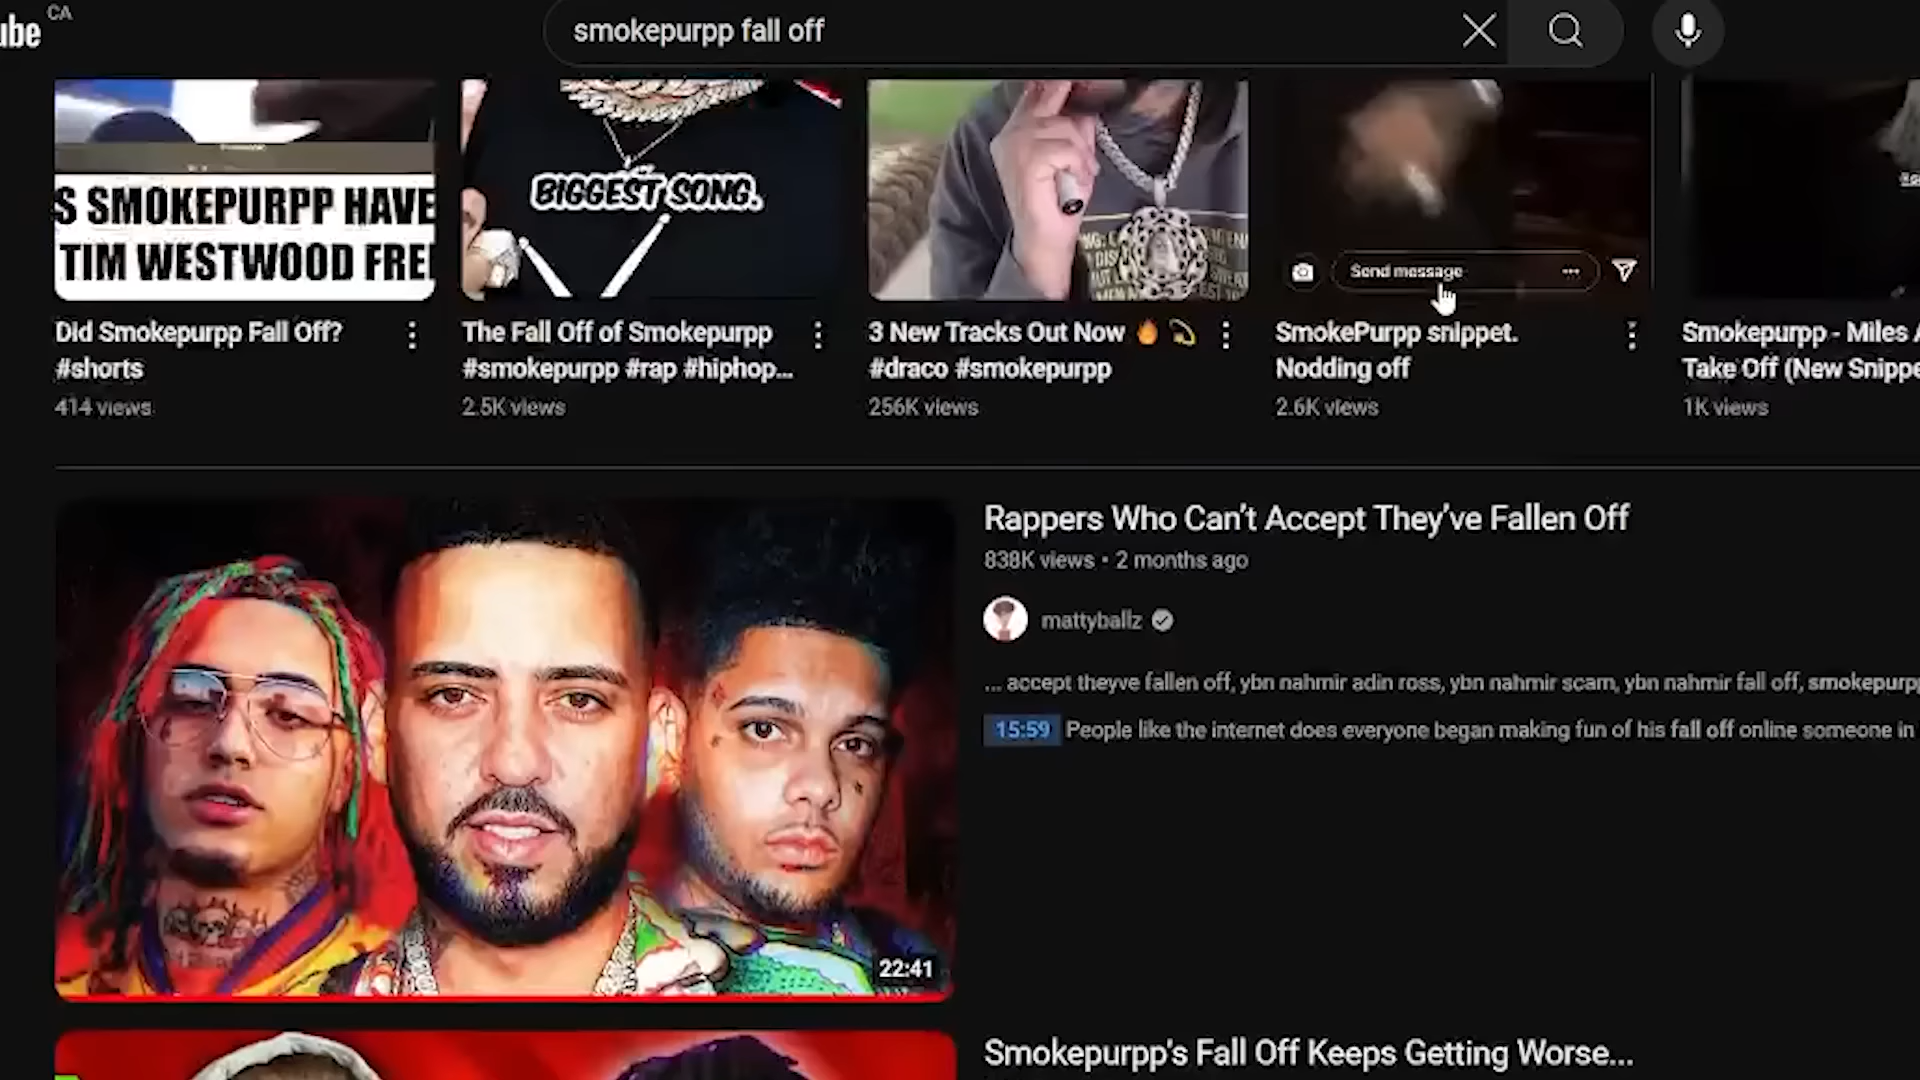 ube CA
smokepurpp fall off
S SMOKEPURPP HAVE
TIM WESTWOOD FRE
BIGGEST SONG.
Send message
Did Smokepurpp Fall Off?
#shorts
414 views
The Fall Off of Smokepurpp
#smokepurpp #rap #hiphop...
2.5K views
3 New Tracks Out Now 🔥 💫
#draco #smokepurpp
256K views
SmokePurpp snippet.
Nodding off
2.6K views
Smokepurpp - Miles A
Take Off (New Snippe
1K views
Rappers Who Can't Accept They've Fallen Off
838K views • 2 months ago
mattyballz
... accept theyve fallen off, ybn nahmir adin ross, ybn nahmir scam, ybn nahmir fall off, smokepurpp
15:59 People like the internet does everyone began making fun of his fall off online someone in
22:41
Smokepurpp's Fall Off Keeps Getting Worse...